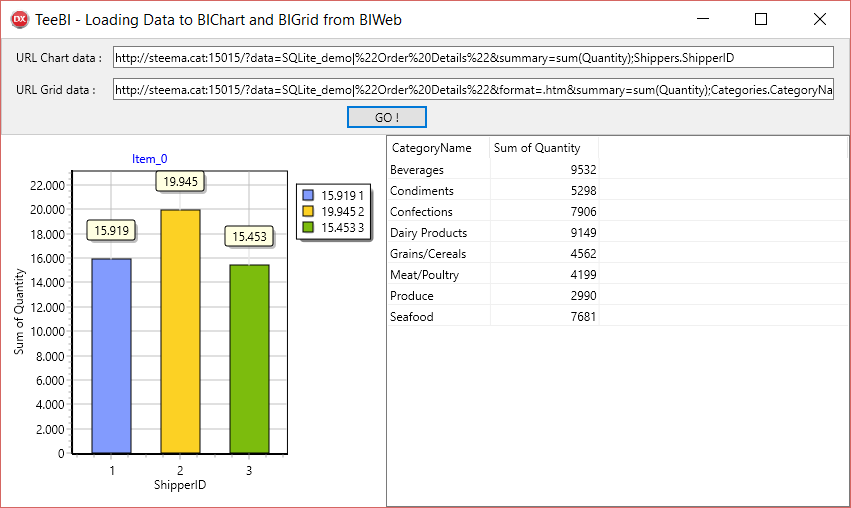 DX TeeBI - Loading Data to BIChart and BIGrid from BIWeb
URL Chart data : http://steema.cat:15015/?data=SQLite_demo|%22Order%20Details%22&summary=sum(Quantity);Shippers.ShipperID
URL Grid data : http://steema.cat:15015/?data=SQLite_demo|%22Order%20Details%22&format=.htm&summary=sum(Quantity);Categories.CategoryNa
GO !
Item_0
22.000
20.000
18.000
16.000
14.000
12.000
10.000
8.000
6.000
4.000
2.000
0
Sum of Quantity
15.919
19.945
15.453
1 2 3
ShipperID
15.919 1
19.945 2
15.453 3
CategoryName Sum of Quantity
Beverages 9532
Condiments 5298
Confections 7906
Dairy Products 9149
Grains/Cereals 4562
Meat/Poultry 4199
Produce 2990
Seafood 7681